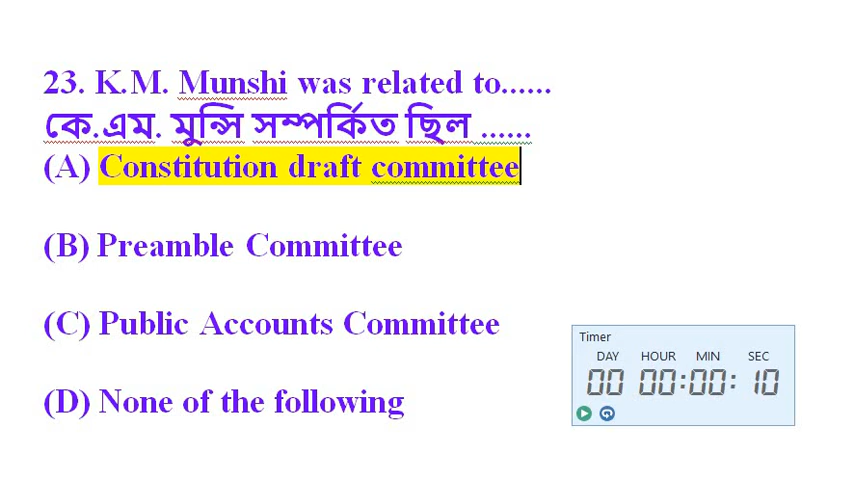 23. K.M. Munshi was related to......
কে.এম. মুন্সি সম্পর্কিত ছিল ......
(A) Constitution draft committee
(B) Preamble Committee
(C) Public Accounts Committee
(D) None of the following
Timer
DAY HOUR MIN SEC
00 00:00: 10